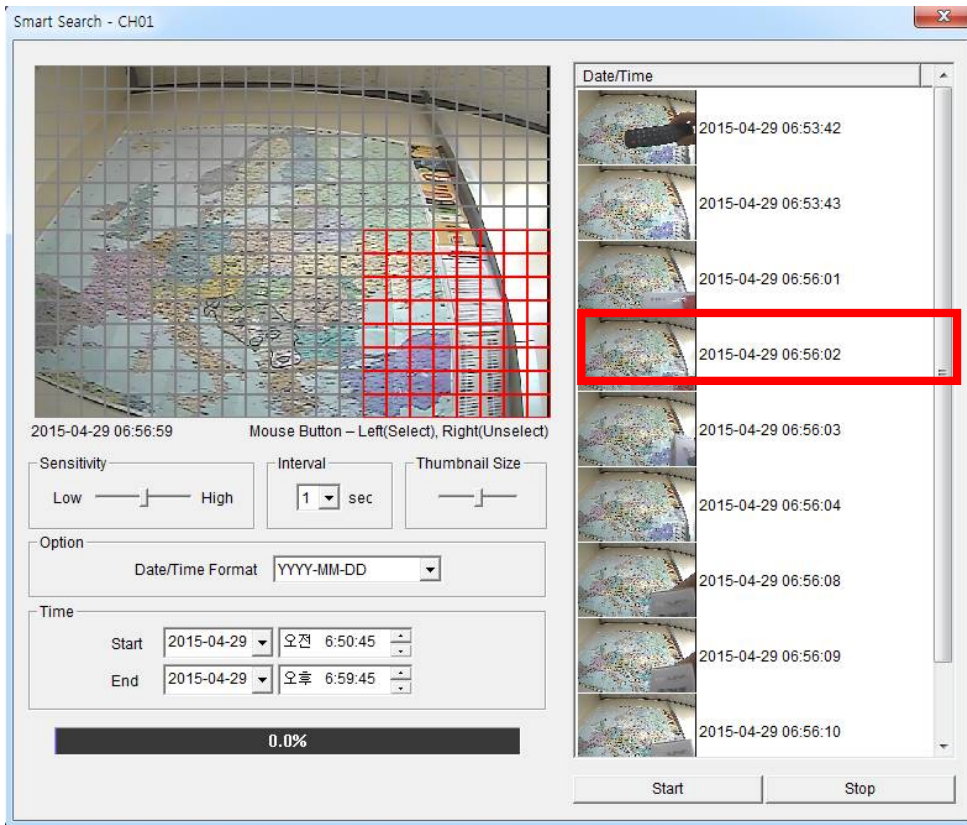 Smart Search - CH01
2015-04-29 06:56:59 Mouse Button – Left(Select), Right(Unselect)
Sensitivity
Low High
Interval
1 sec
Thumbnail Size
Option
Date/Time Format YYYY-MM-DD
Time
Start 2015-04-29 오전 6:50:45
End 2015-04-29 오후 6:59:45
0.0%
Date/Time
2015-04-29 06:53:42
2015-04-29 06:53:43
2015-04-29 06:56:01
2015-04-29 06:56:02
2015-04-29 06:56:03
2015-04-29 06:56:04
2015-04-29 06:56:08
2015-04-29 06:56:09
2015-04-29 06:56:10
Start Stop